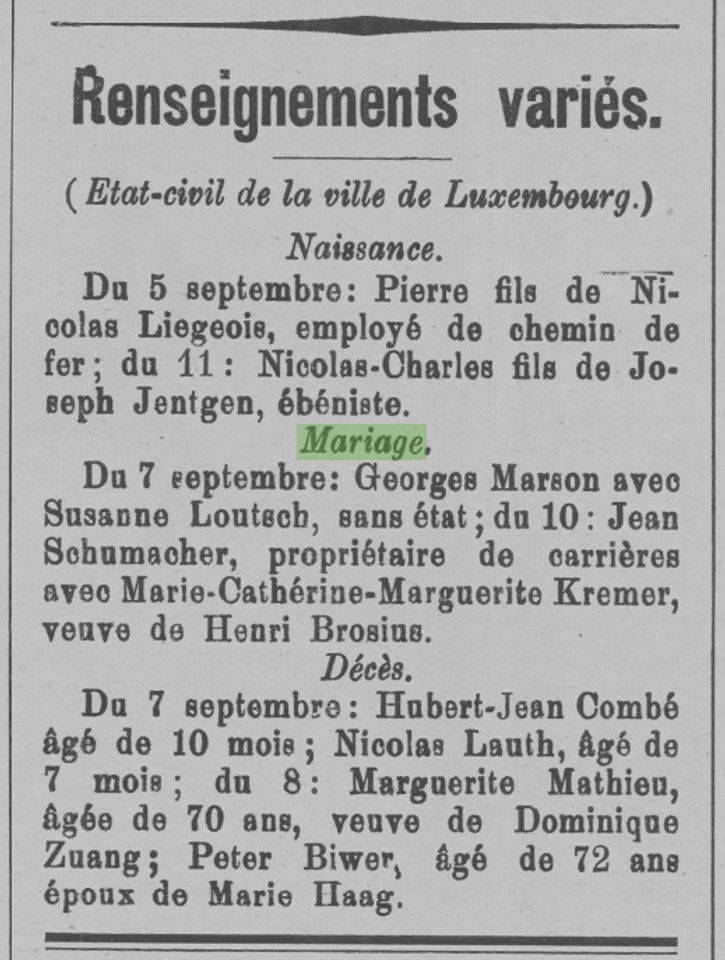 Renseignements variés.
(Etat-civil de la ville de Luxembourg.)
Naissance.
Du 5 septembre: Pierre fils de Ni-
colas Liegeois, employé de chemin de
fer; du 11: Nicolas-Charles fils de Jo-
seph Jentgen, ébéniste.
Mariage.
Du 7 septembre: Georges Marson avec
Susanne Loutsch, sans état; du 10: Jean
Schumacher, propriétaire de carrières
avec Marie-Cathérine-Marguerite Kremer,
veuve de Henri Brosius.
Décès.
Du 7 septembre: Hubert-Jean Combé
âgé de 10 mois; Nicolas Lauth, âgé de
7 mois; du 8: Marguerite Mathieu,
âgée de 70 ans, veuve de Dominique
Zuang; Peter Biwer, âgé de 72 ans
époux de Marie Haag.